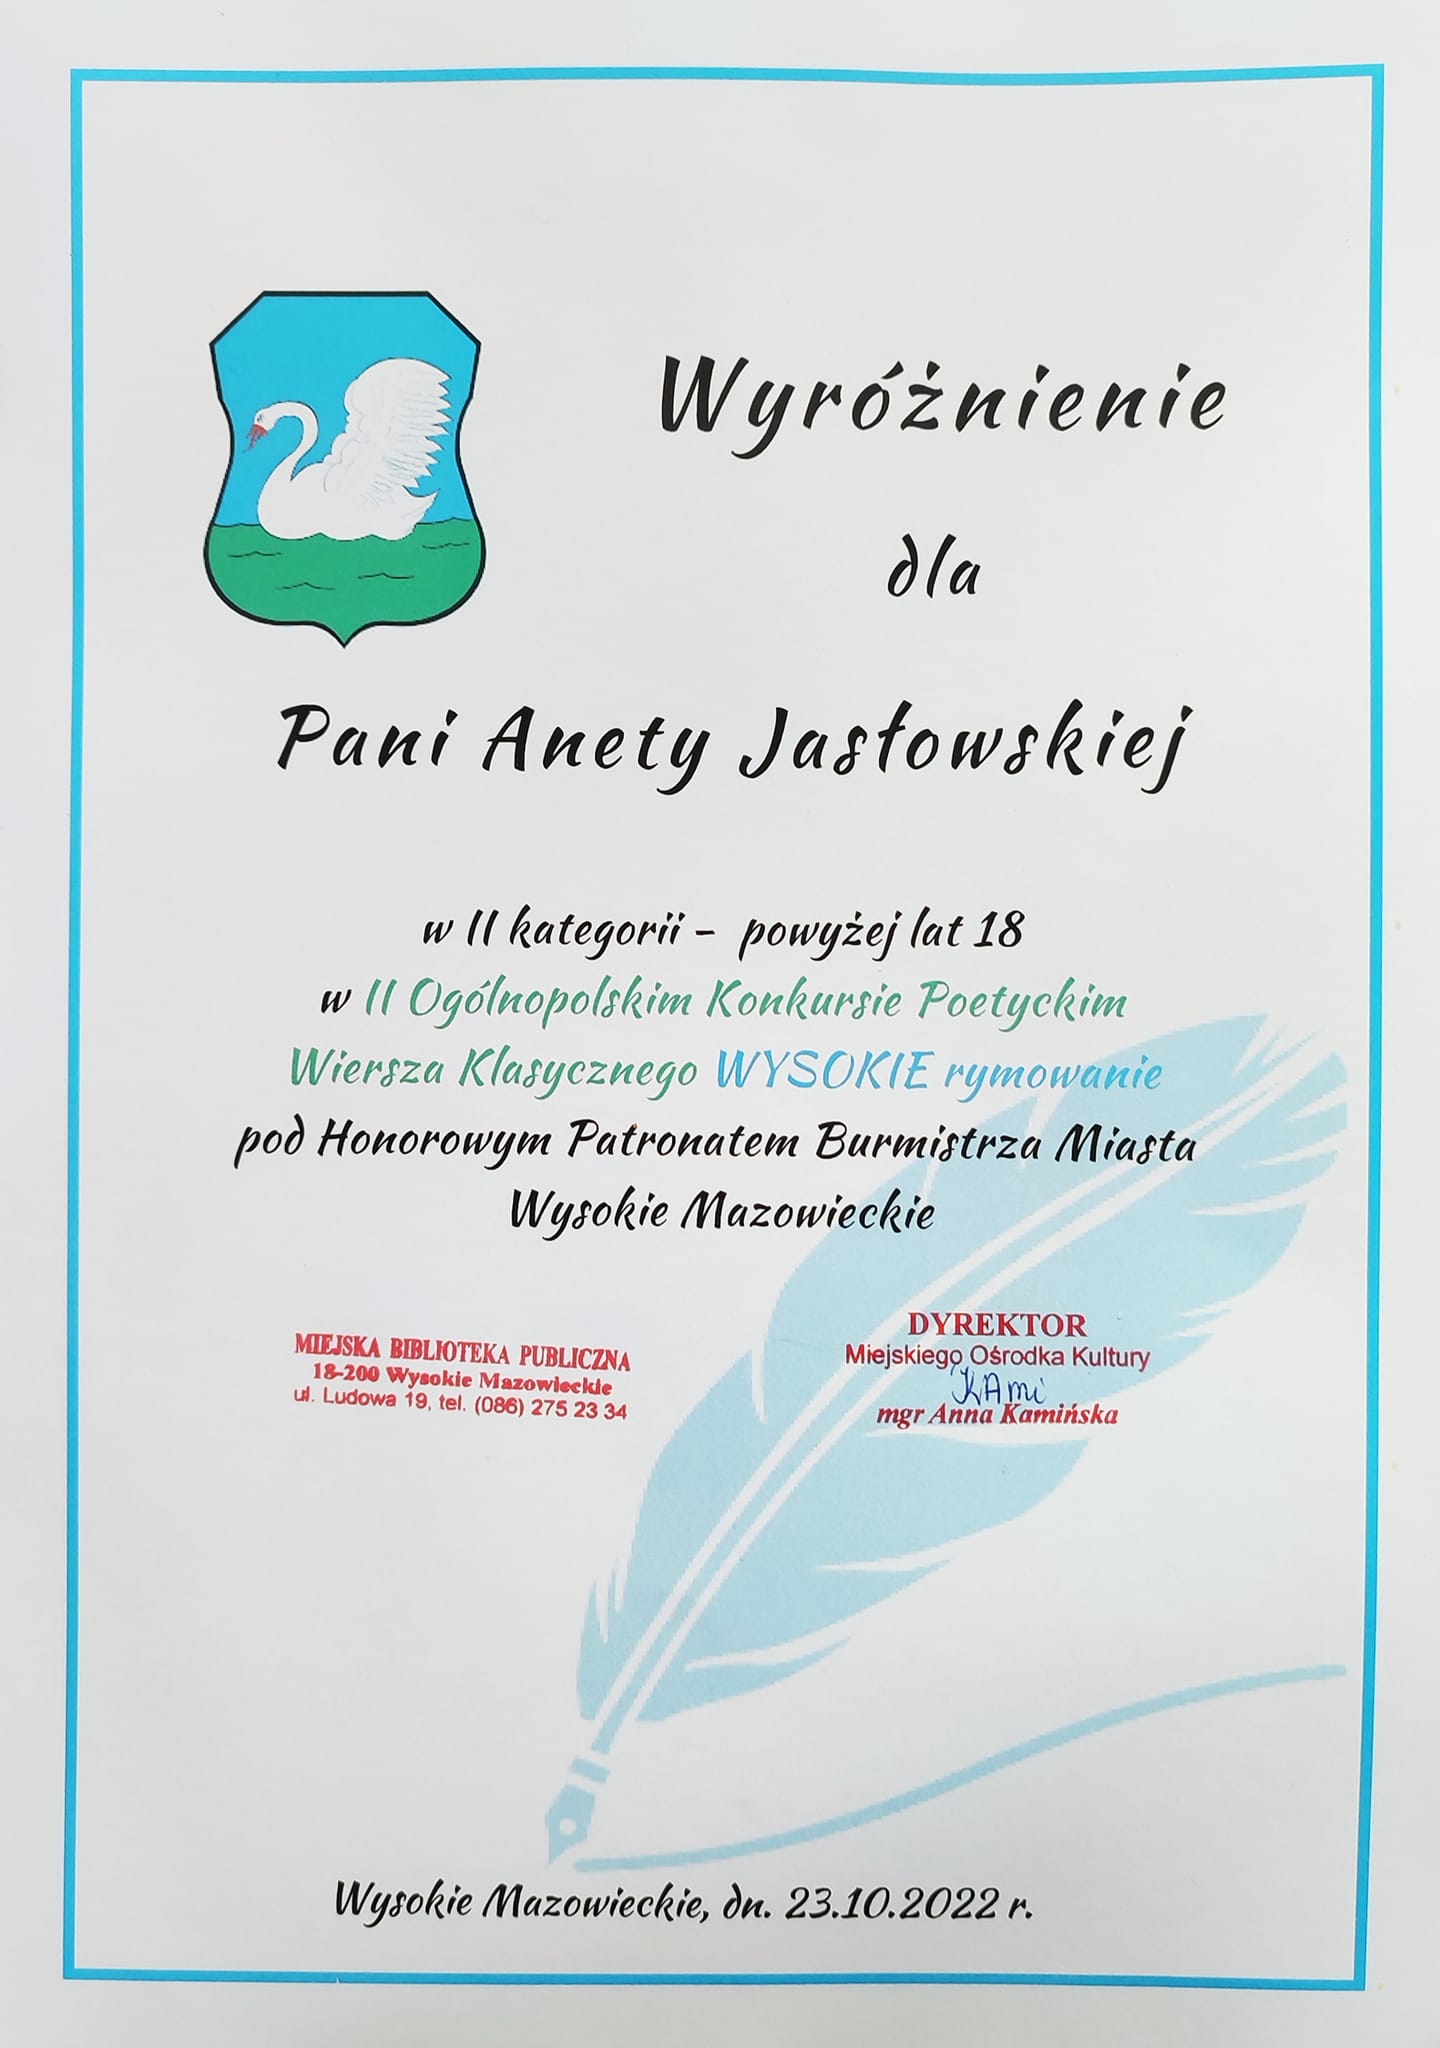 Wyróżnienie
dla
Pani Anety Jasłowskiej
w II kategorii - powyżej lat 18
w II Ogólnopolskim Konkursie Poetyckim
Wiersza Klasycznego WYSOKIE rymowanie
pod Honorowym Patronatem Burmistrza Miasta
Wysokie Mazowieckie
MIEJSKA BIBLIOTEKA PUBLICZNA
18-200 Wysokie Mazowieckie
ul. Ludowa 19, tel. (086) 275 23 34
DYREKTOR
Miejskiego Ośrodka Kultury
KAmi
mgr Anna Kamińska
Wysokie Mazowieckie, dn. 23.10.2022 r.